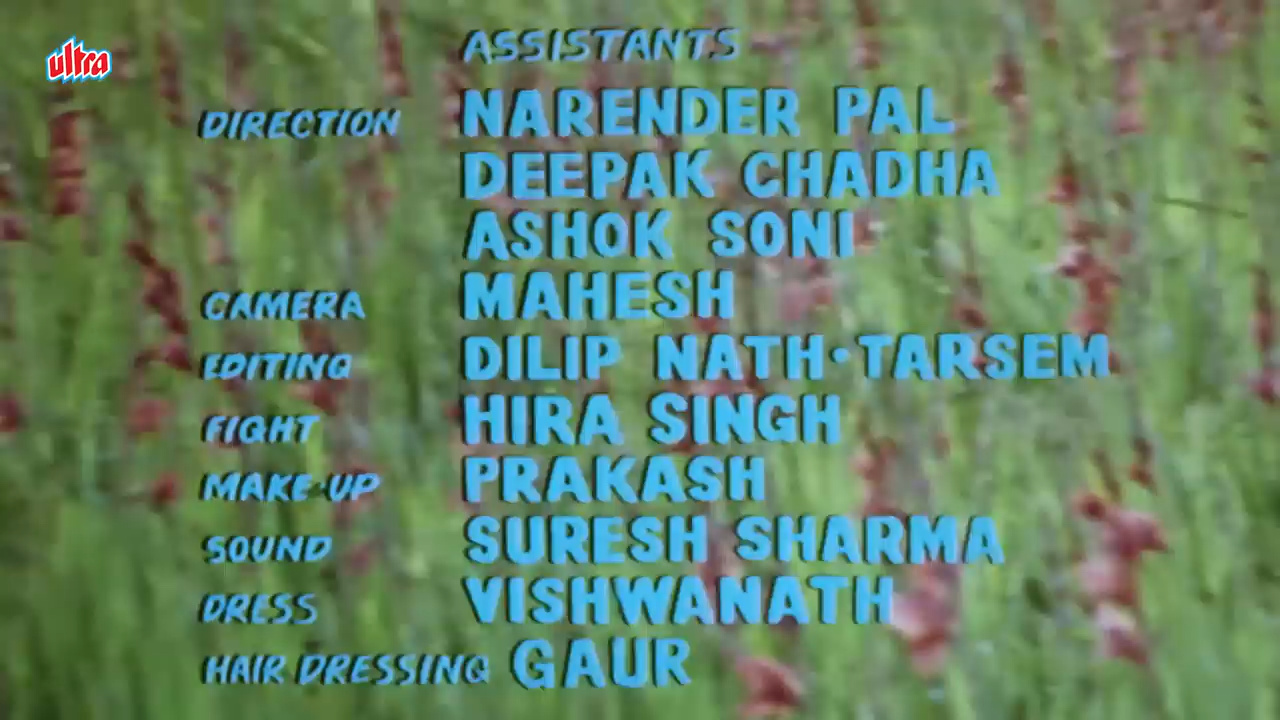 ultra
ASSISTANTS
DIRECTION NARENDER PAL
DEEPAK CHADHA
ASHOK SONI
CAMERA MAHESH
EDITING DILIP NATH·TARSEM
FIGHT HIRA SINGH
MAKE-UP PRAKASH
SOUND SURESH SHARMA
DRESS VISHWANATH
HAIR DRESSING GAUR